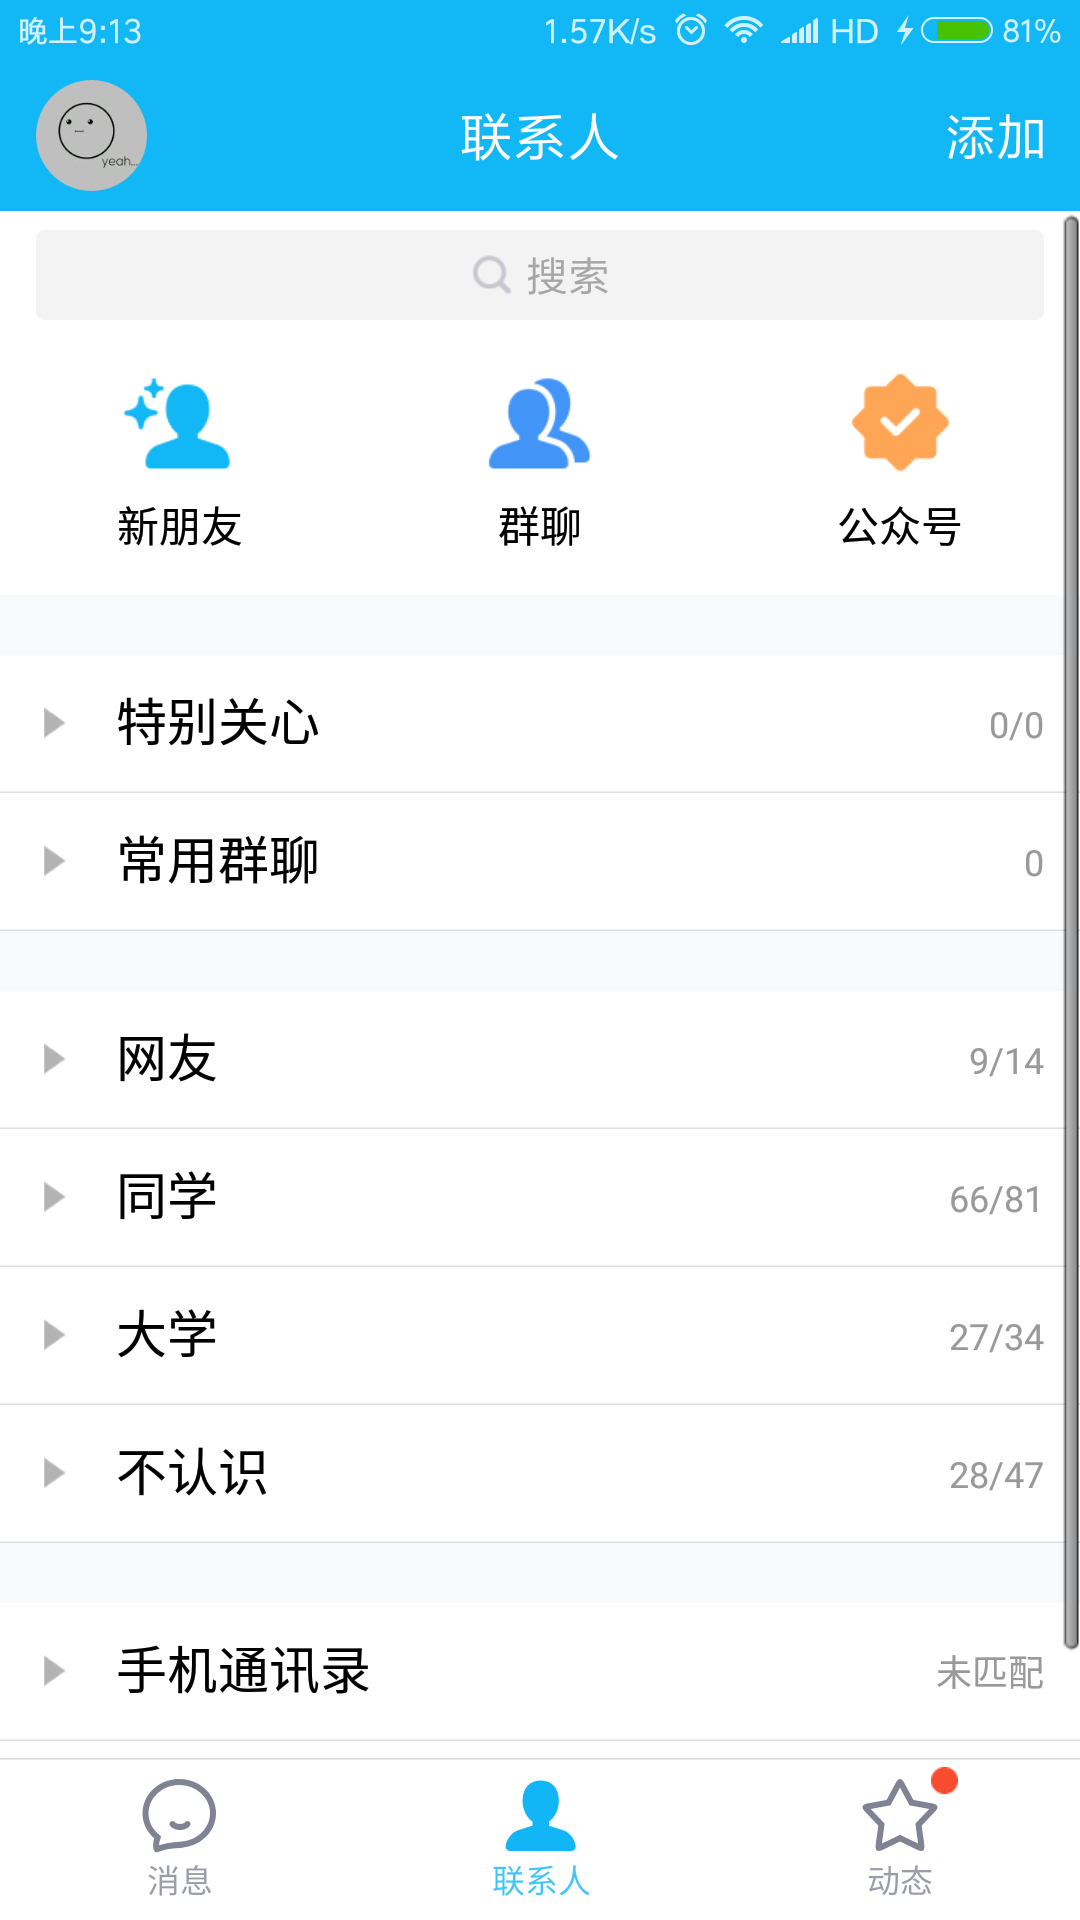 晚上9:13 1.57K/s HD 81%
yeah...
联系人 添加
搜索
新朋友 群聊 公众号
特别关心 0/0
常用群聊 0
网友 9/14
同学 66/81
大学 27/34
不认识 28/47
手机通讯录 未匹配
消息 联系人 动态